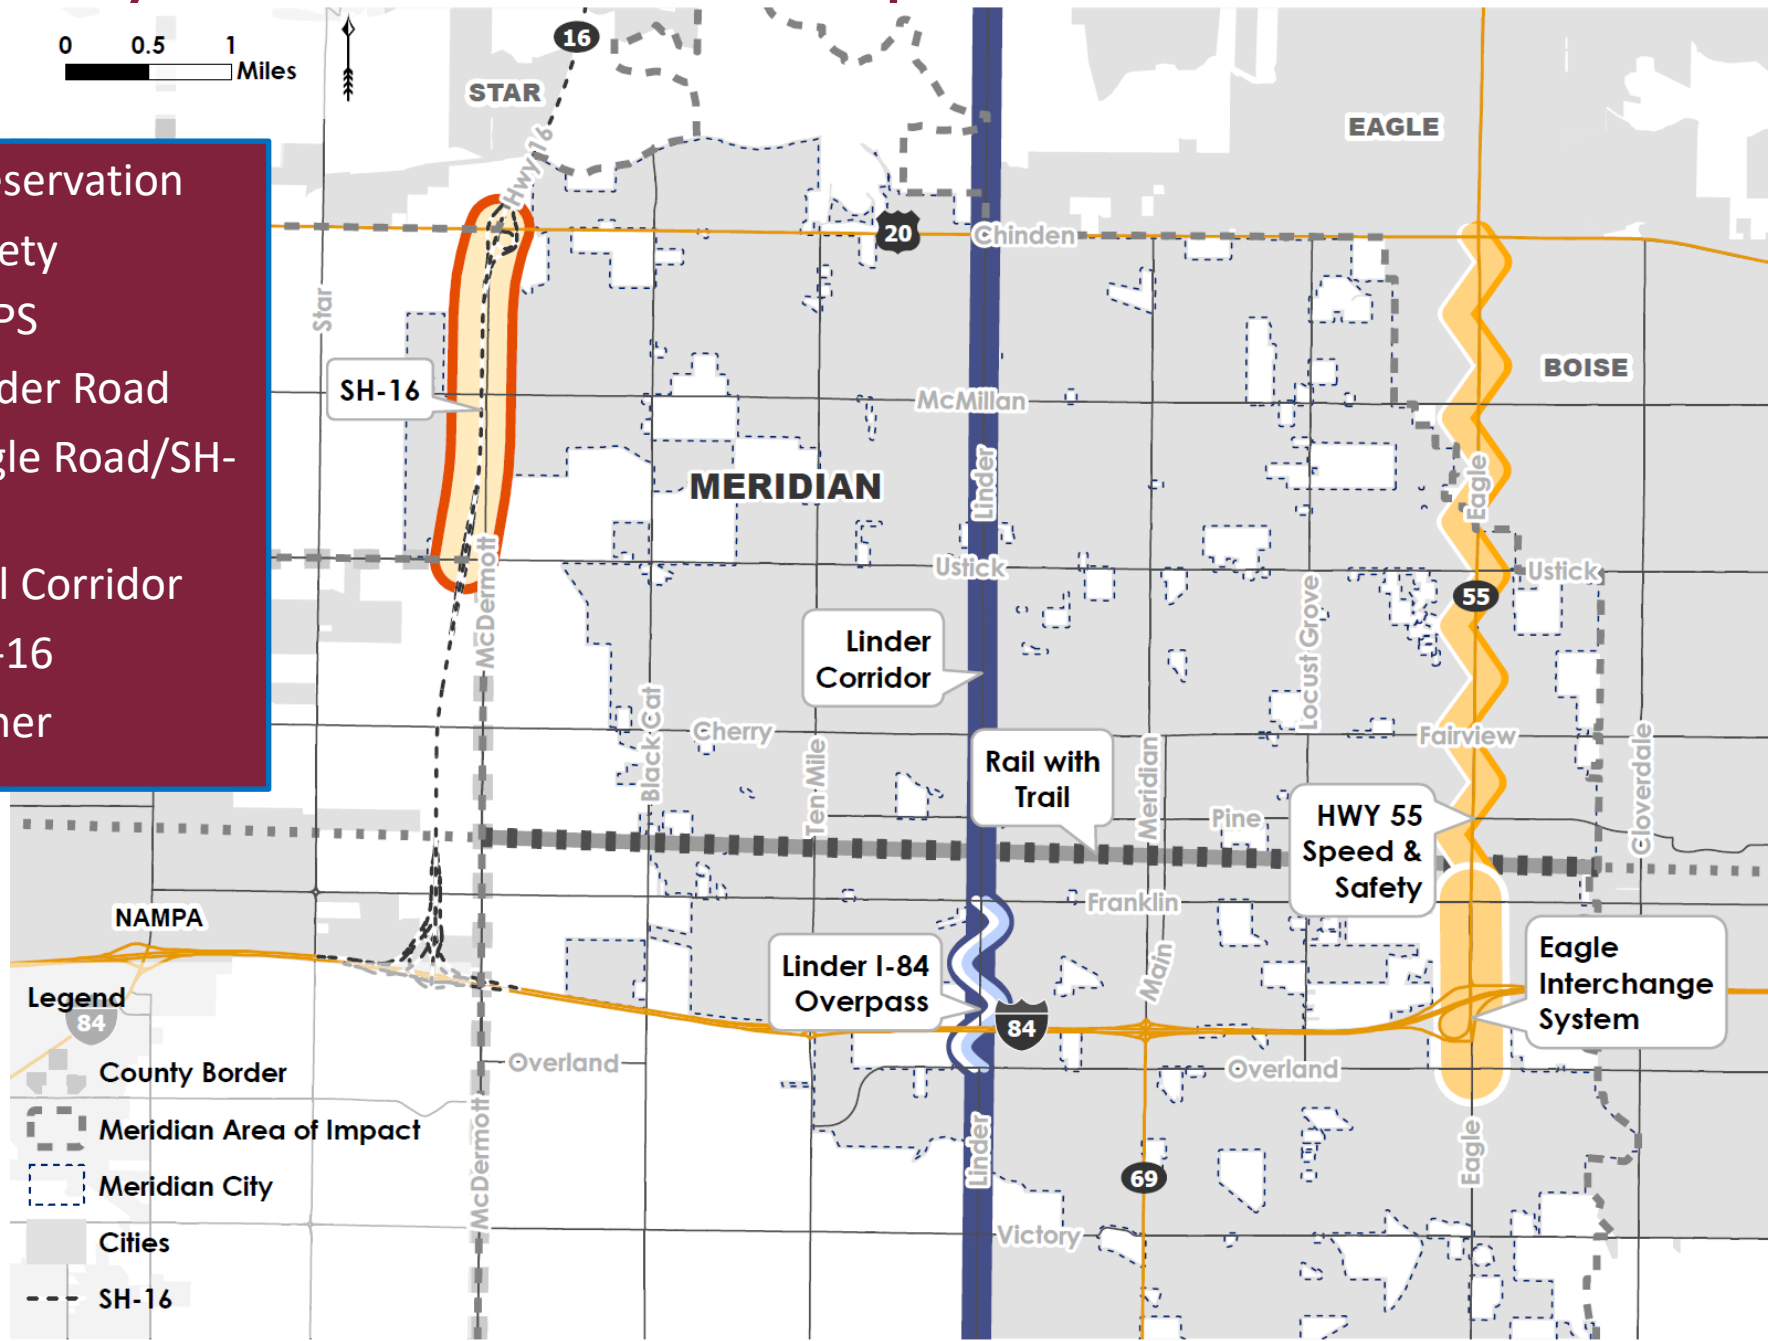 0 0.5 1
Miles
16
STAR
EAGLE
Hwy 16
eservation
ety
PS
der Road
gle Road/SH-
l Corridor
-16
ner
20
Chinden
Star
SH-16
BOISE
McMillan
MERIDIAN
Linder
Eagle
Ustick
Ustick
McDermott
55
Locust Grove
Linder
Corridor
Black Cat
Cherry
Ten Mile
Rail with
Trail
Meridian
Fairview
Cloverdale
Pine
HWY 55
Speed &
Safety
Franklin
NAMPA
Linder I-84
Overpass
Main
Eagle
Interchange
System
84
Legend
84
Overland
Overland
County Border
Meridian Area of Impact
McDermott
Linder
Eagle
Meridian City
69
Cities
Victory
SH-16